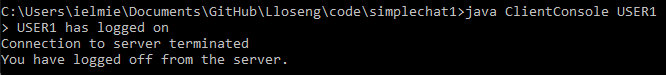 C:\Users\ielmie\Documents\GitHub\Lloseng\code\simplechat1>java ClientConsole USER1
> USER1 has logged on
Connection to server terminated
You have logged off from the server.